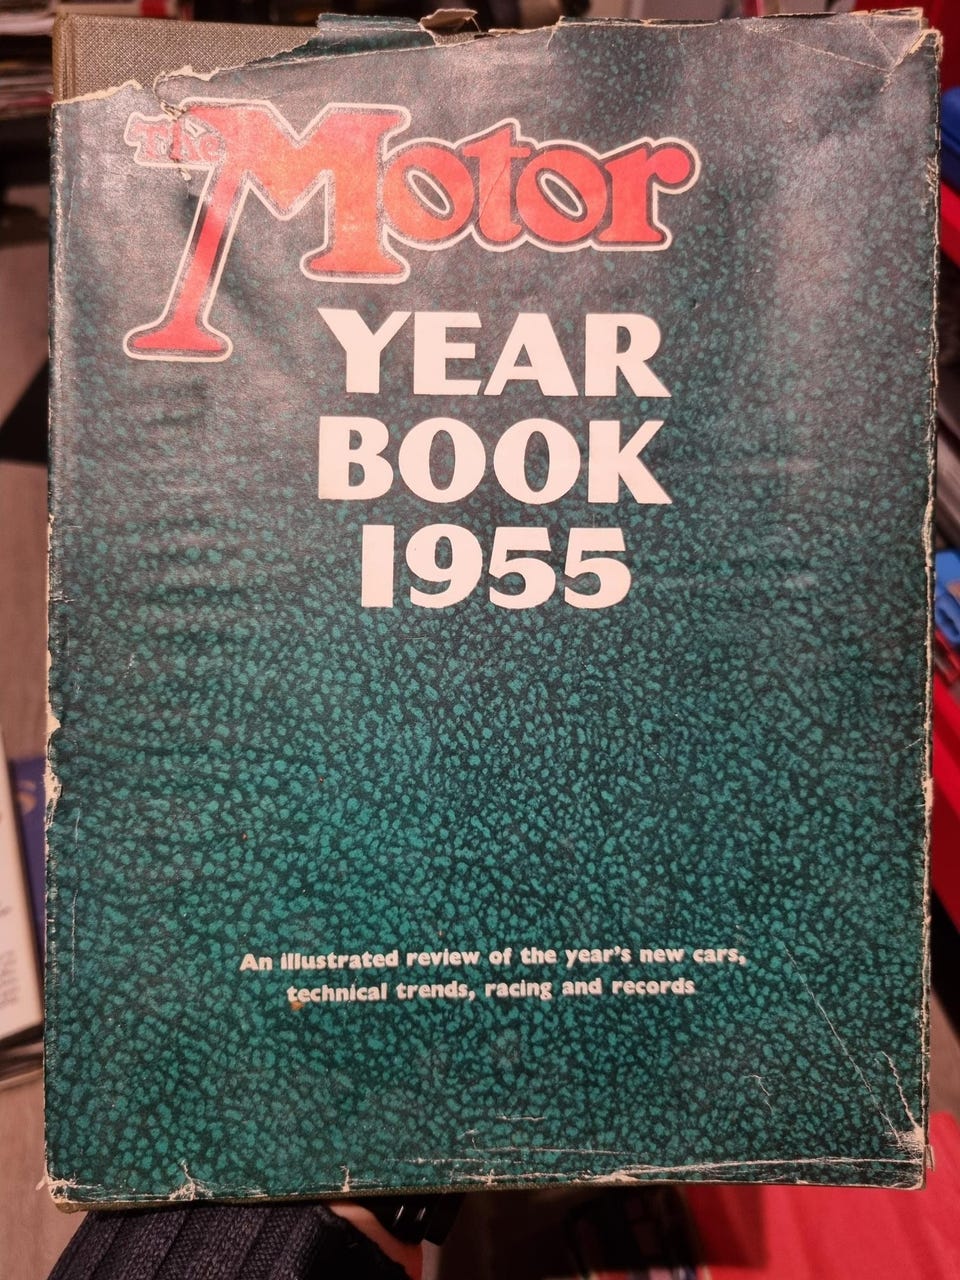 The Motor
YEAR
BOOK
1955
An illustrated review of the year's new cars,
technical trends, racing and records